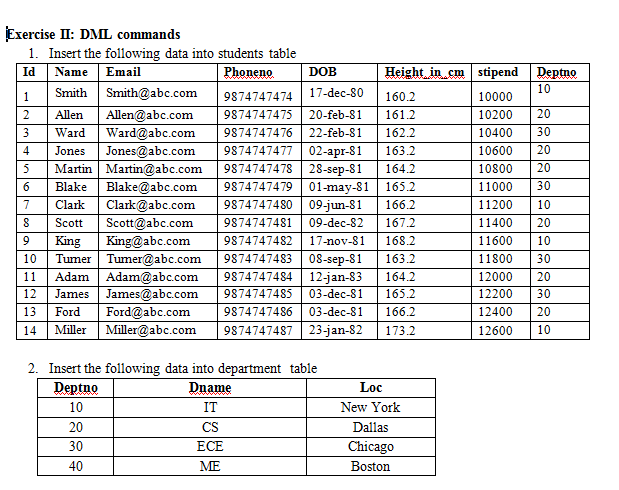 Exercise II: DML commands
1. Insert the following data into students table
Id Name Email Phoneno DOB Height_in_cm stipend Deptno
1 Smith Smith@abc.com 9874747474 17-dec-80 160.2 10000 10
2 Allen Allen@abc.com 9874747475 20-feb-81 161.2 10200 20
3 Ward Ward@abc.com 9874747476 22-feb-81 162.2 10400 30
4 Jones Jones@abc.com 9874747477 02-apr-81 163.2 10600 20
5 Martin Martin@abc.com 9874747478 28-sep-81 164.2 10800 20
6 Blake Blake@abc.com 9874747479 01-may-81 165.2 11000 30
7 Clark Clark@abc.com 9874747480 09-jun-81 166.2 11200 10
8 Scott Scott@abc.com 9874747481 09-dec-82 167.2 11400 20
9 King King@abc.com 9874747482 17-nov-81 168.2 11600 10
10 Turner Turner@abc.com 9874747483 08-sep-81 163.2 11800 30
11 Adam Adam@abc.com 9874747484 12-jan-83 164.2 12000 20
12 James James@abc.com 9874747485 03-dec-81 165.2 12200 30
13 Ford Ford@abc.com 9874747486 03-dec-81 166.2 12400 20
14 Miller Miller@abc.com 9874747487 23-jan-82 173.2 12600 10
2. Insert the following data into department table
Deptno Dname Loc
10 IT New York
20 CS Dallas
30 ECE Chicago
40 ME Boston